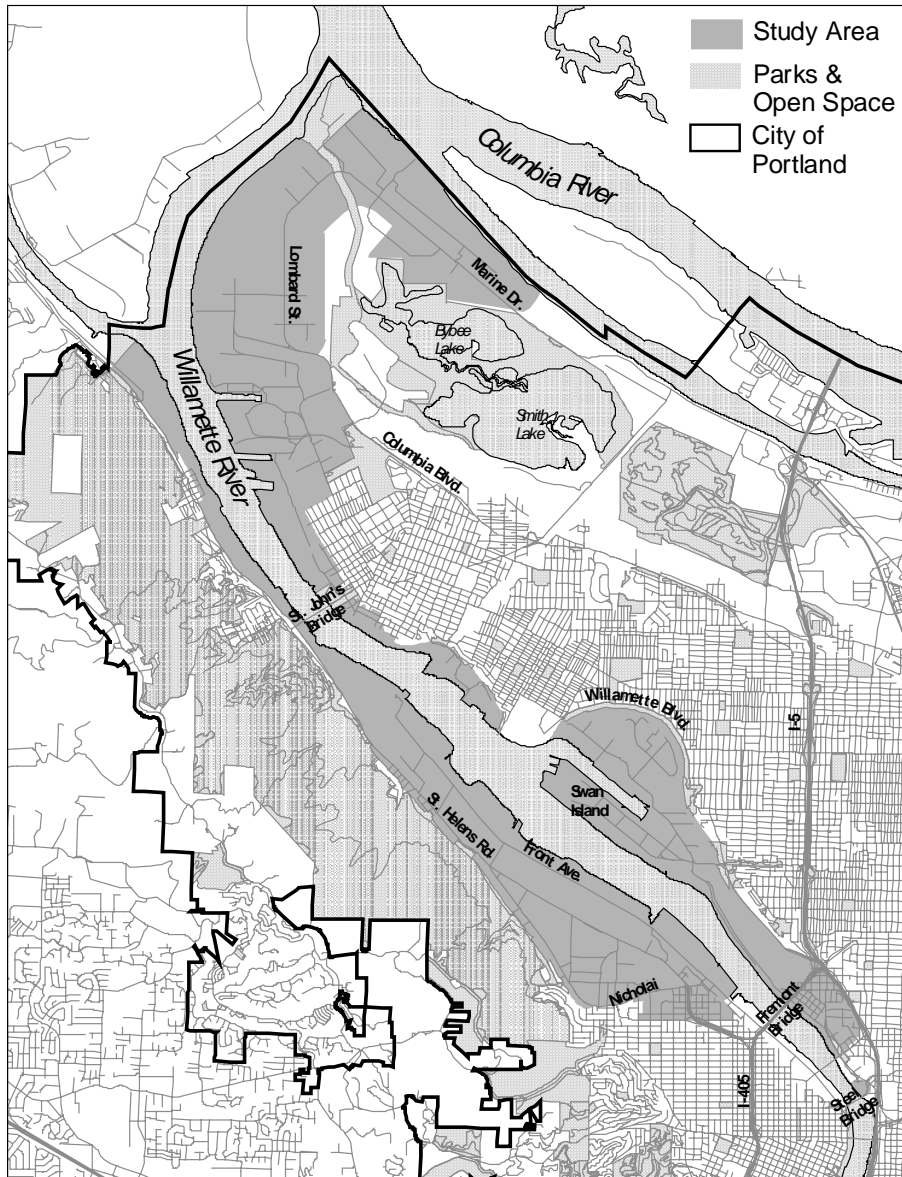 Study Area
Parks &
Open Space
City of
Portland
Columbia River
Lombard St.
Marine Dr.
Bybee
Lake
Willamette River
Smith
Lake
Columbia Blvd.
St. John's
Bridge
Willamette Blvd.
I-5
Swan
Island
St. Helens Rd.
Front Ave.
Nicholai
Fremont
Bridge
I-405
Steel
Bridge